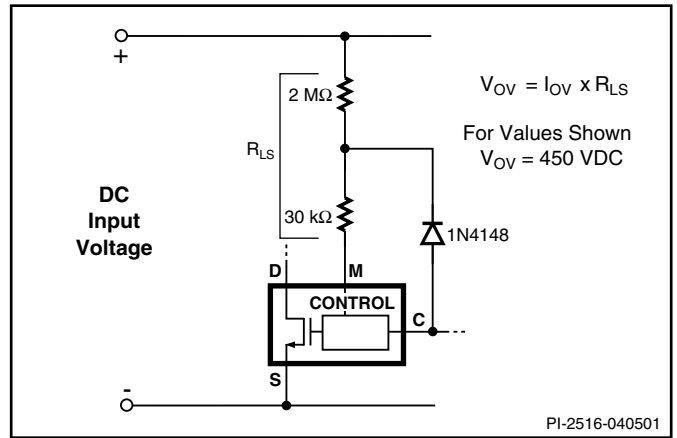 +
2 MΩ
V_OV = I_OV x R_LS
R_LS
For Values Shown
V_OV = 450 VDC
DC
Input
Voltage
30 kΩ
1N4148
D
M
CONTROL
C
S
-
PI-2516-040501